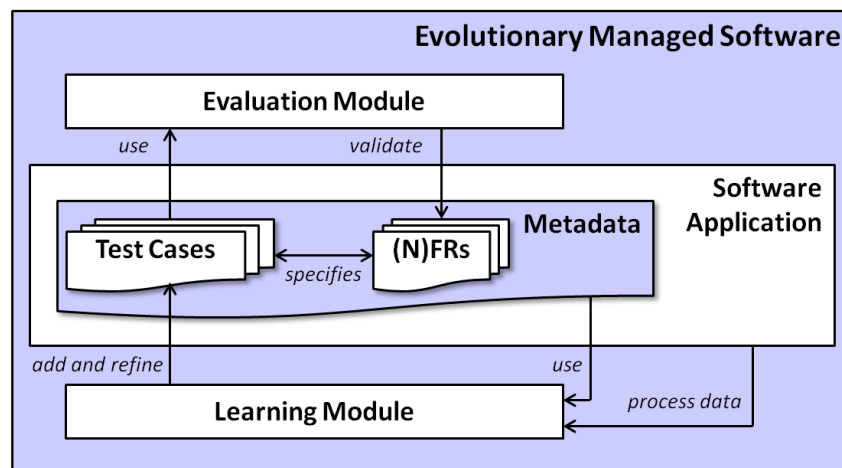 Evolutionary Managed Software
Evaluation Module
use
validate
Software
Application
Metadata
Test Cases
(N)FRs
specifies
add and refine
use
process data
Learning Module